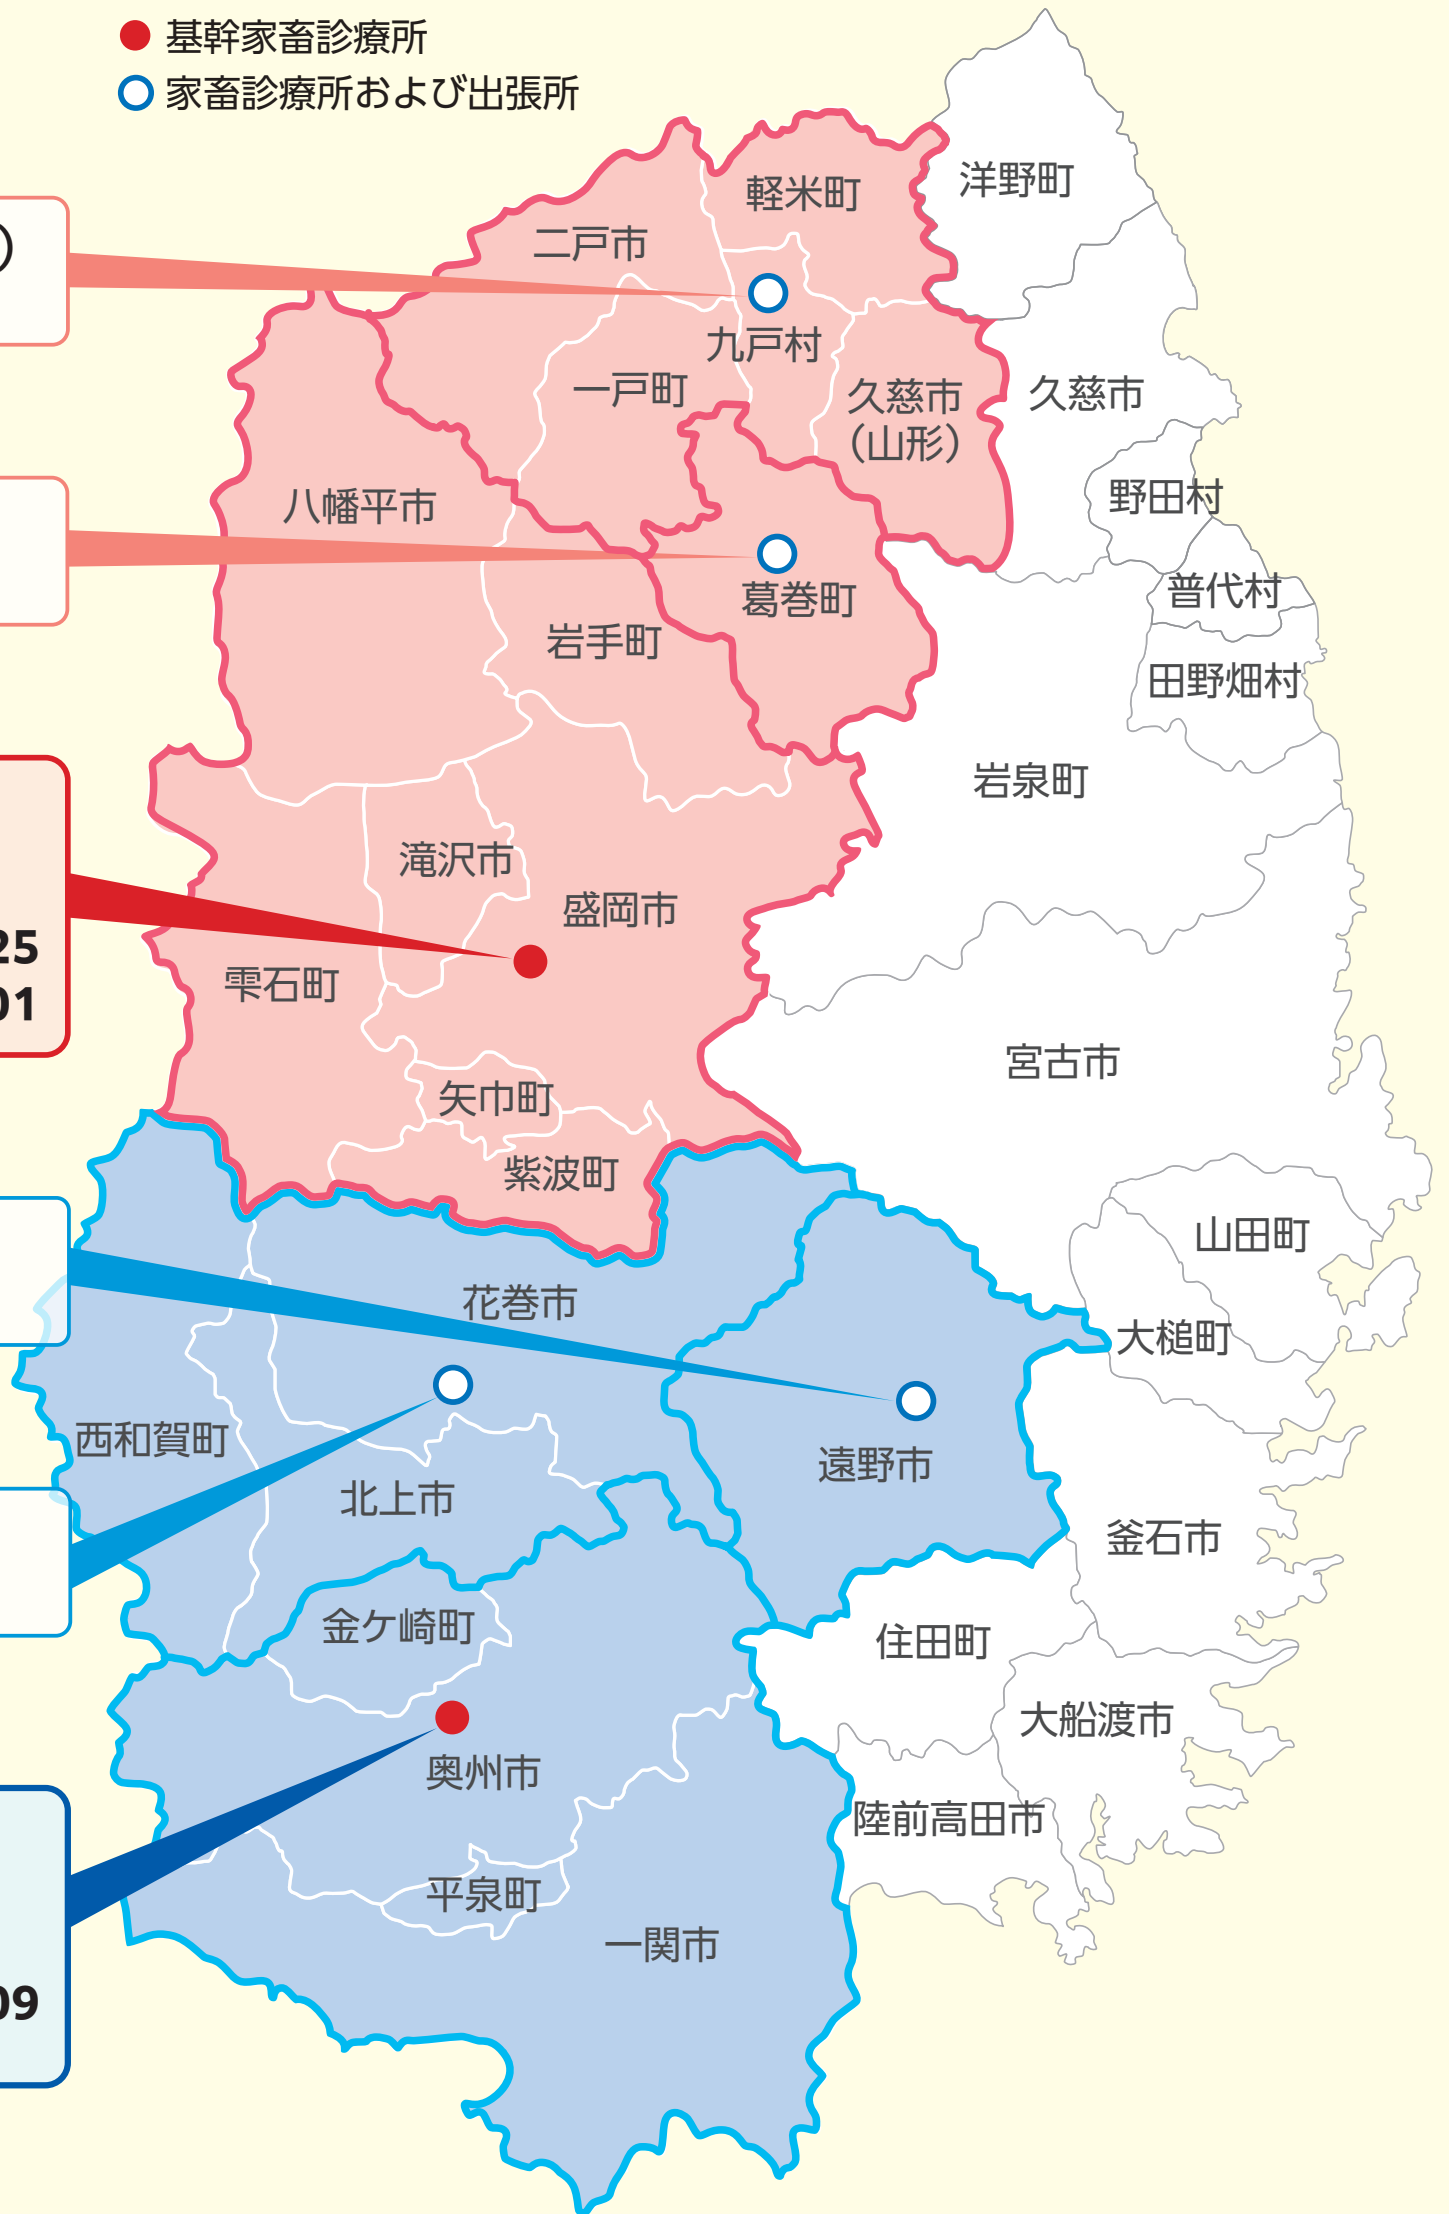 基幹家畜診療所
家畜診療所および出張所
洋野町
軽米町
二戸市
)
九戸村
一戸町
久慈市
（山形）
久慈市
八幡平市
野田村
普代村
葛巻町
岩手町
田野畑村
岩泉町
滝沢市
盛岡市
25
01
雫石町
宮古市
矢巾町
紫波町
山田町
花巻市
大槌町
西和賀町
遠野市
北上市
釜石市
金ケ崎町
住田町
大船渡市
奥州市
陸前高田市
平泉町
一関市
09